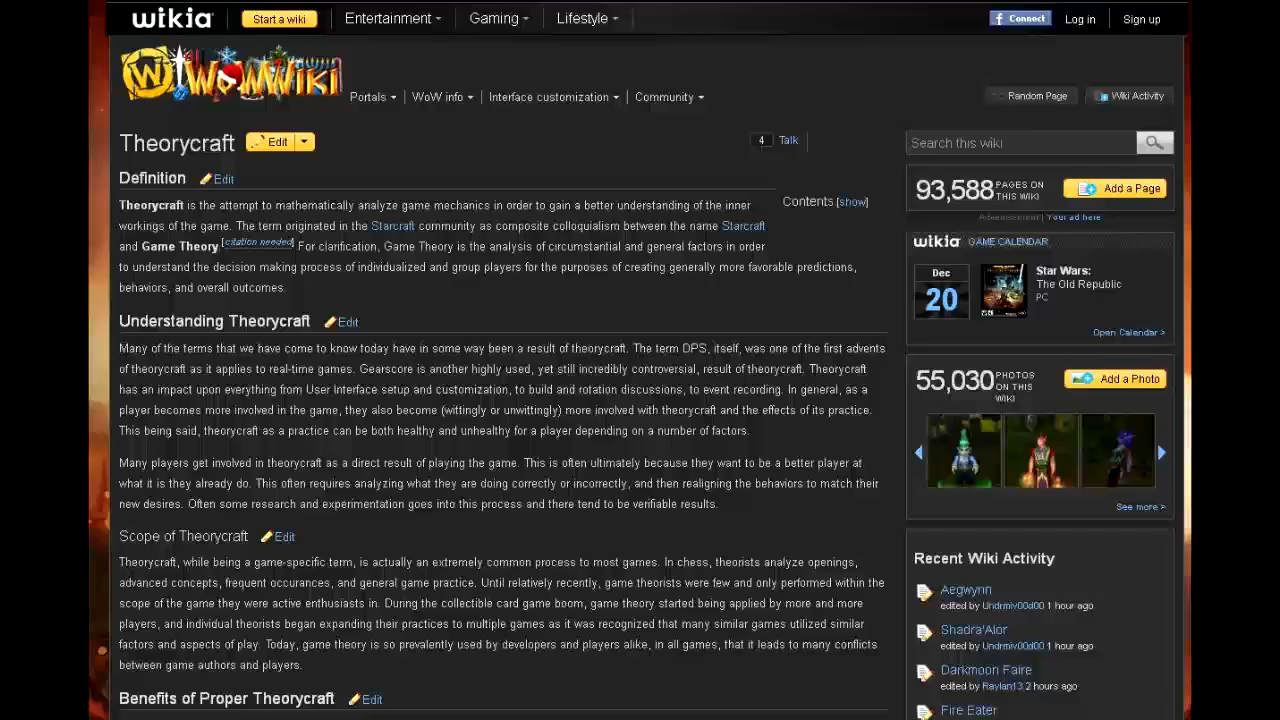 wikia
Start a wiki
Entertainment
Gaming
Lifestyle
Connect
Log in
Sign up
WOWWIKI
Portals
WoW info
Interface customization
Community
Random Page
Wiki Activity
Theorycraft
Edit
4 Talk
Search this wiki
Definition Edit
Contents [show]
Theorycraft is the attempt to mathematically analyze game mechanics in order to gain a better understanding of the inner
workings of the game. The term originated in the Starcraft community as composite colloquialism between the name Starcraft
and Game Theory.[citation needed] For clarification, Game Theory is the analysis of circumstantial and general factors in order
to understand the decision making process of individualized and group players for the purposes of creating generally more favorable predictions,
behaviors, and overall outcomes.
Understanding Theorycraft Edit
Many of the terms that we have come to know today have in some way been a result of theorycraft. The term DPS, itself, was one of the first advents
of theorycraft as it applies to real-time games. Gearscore is another highly used, yet still incredibly controversial, result of theorycraft. Theorycraft
has an impact upon everything from User Interface setup and customization, to build and rotation discussions, to event recording. In general, as a
player becomes more involved in the game, they also become (wittingly or unwittingly) more involved with theorycraft and the effects of its practice.
This being said, theorycraft as a practice can be both healthy and unhealthy for a player depending on a number of factors.
Many players get involved in theorycraft as a direct result of playing the game. This is often ultimately because they want to be a better player at
what it is they already do. This often requires analyzing what they are doing correctly or incorrectly, and then realigning the behaviors to match their
new desires. Often some research and experimentation goes into this process and there tend to be verifiable results.
Scope of Theorycraft Edit
Theorycraft, while being a game-specific term, is actually an extremely common process to most games. In chess, theorists analyze openings,
advanced concepts, frequent occurances, and general game practice. Until relatively recently, game theorists were few and only performed within the
scope of the game they were active enthusiasts in. During the collectible card game boom, game theory started being applied by more and more
players, and individual theorists began expanding their practices to multiple games as it was recognized that many similar games utilized similar
factors and aspects of play. Today, game theory is so prevalently used by developers and players alike, in all games, that it leads to many conflicts
between game authors and players.
Benefits of Proper Theorycraft Edit
93,588 PAGES ON
THIS WIKI
Add a Page
Advertisement | Your ad here
wikia GAME CALENDAR
Dec
20
Star Wars:
The Old Republic
PC
Open Calendar >
55,030 PHOTOS
ON THIS
WIKI
Add a Photo
See more >
Recent Wiki Activity
Aegwynn
edited by Undrmiv00d00 1 hour ago
Shadra'Alor
edited by Undrmiv00d00 1 hour ago
Darkmoon Faire
edited by Raylan13 2 hours ago
Fire Eater